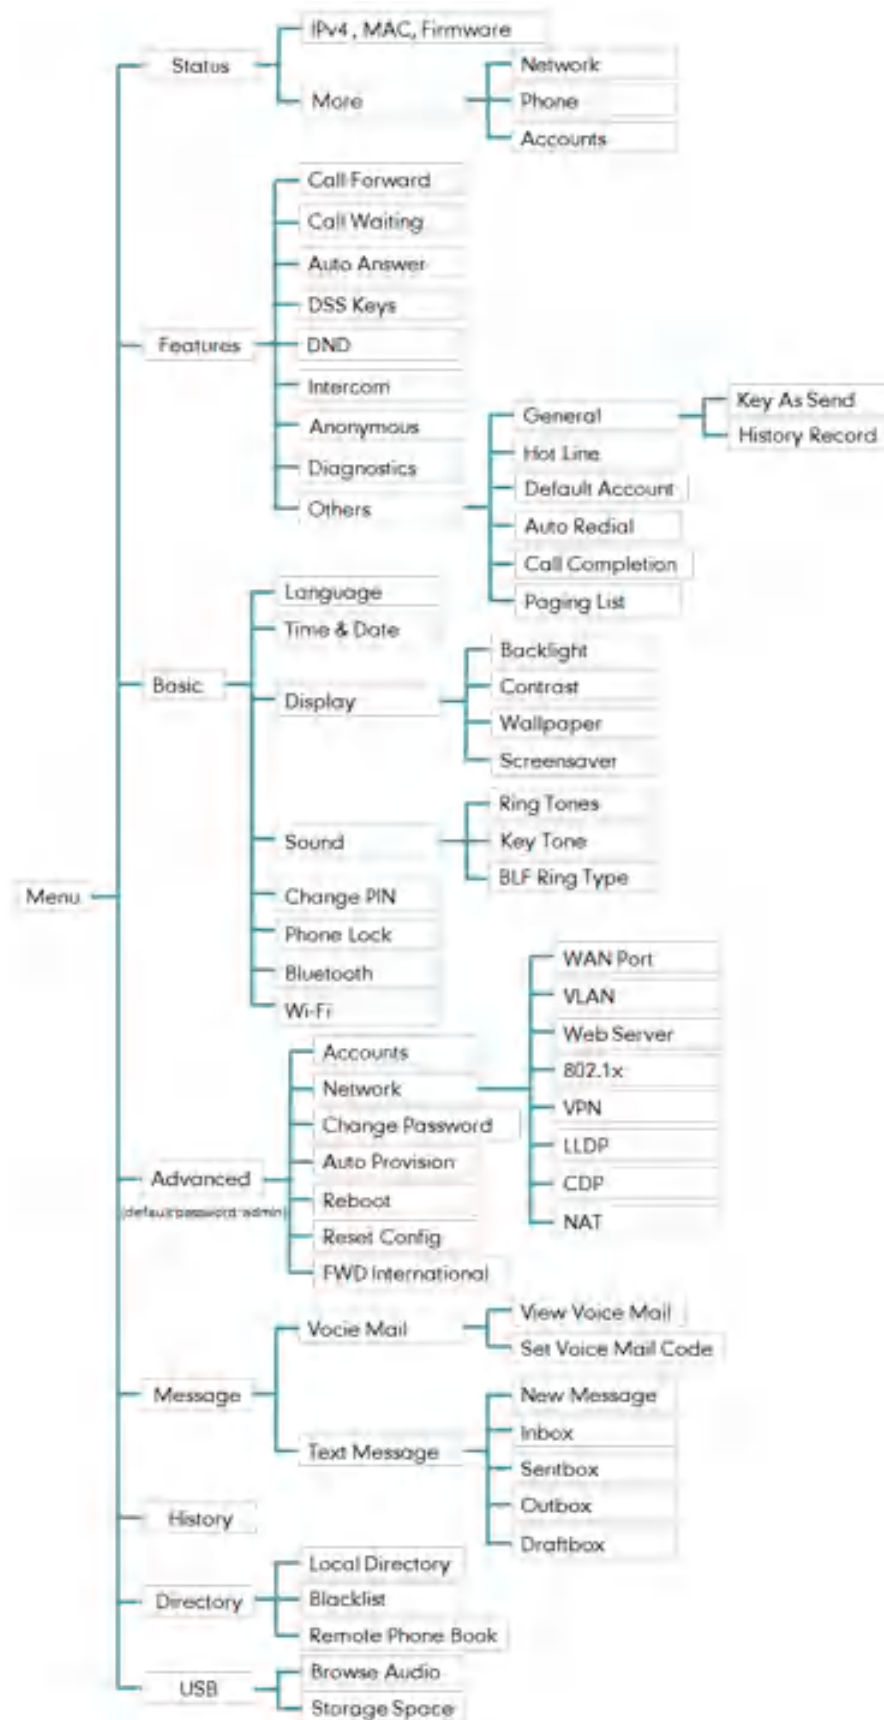 IPv4 , MAC, Firmware
Status
More
Network
Phone
Accounts
Call Forward
Call Waiting
Auto Answer
DSS Keys
Features
DND
Intercom
Anonymous
Diagnostics
Others
General
Key As Send
History Record
Hot Line
Default Account
Auto Redial
Call Completion
Paging List
Language
Time & Date
Basic
Display
Backlight
Contrast
Wallpaper
Screensaver
Sound
Ring Tones
Key Tone
BLF Ring Type
Menu
Change PIN
Phone Lock
Bluetooth
Wi-Fi
Accounts
Network
WAN Port
VLAN
Web Server
802.1x
VPN
LLDP
CDP
NAT
Change Password
Auto Provision
Advanced
(default password: admin)
Reboot
Reset Config
FWD International
Message
Vocie Mail
View Voice Mail
Set Voice Mail Code
Text Message
New Message
Inbox
Sentbox
Outbox
Draftbox
History
Directory
Local Directory
Blacklist
Remote Phone Book
USB
Browse Audio
Storage Space